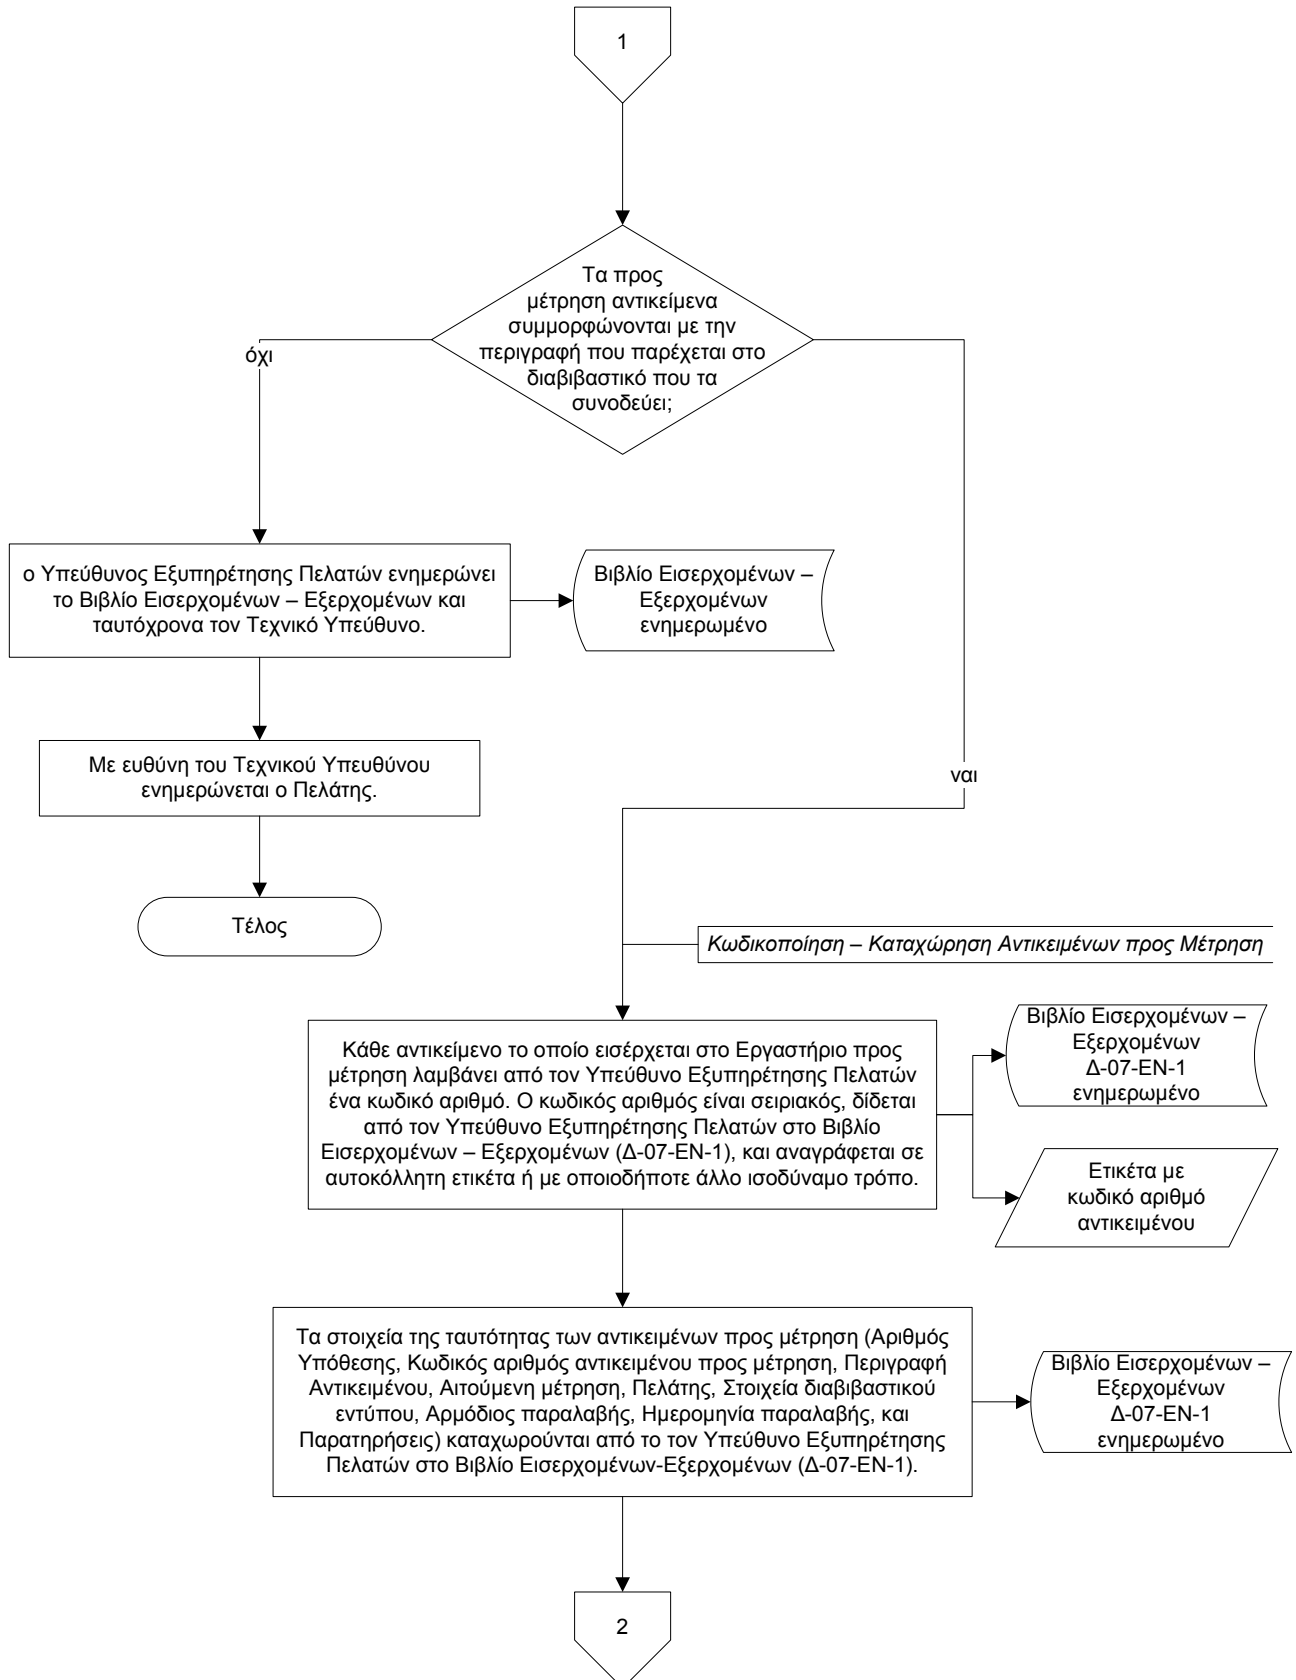 1
Τα προς
μέτρηση αντικείμενα
συμμορφώνονται με την
περιγραφή που παρέχεται στο
διαβιβαστικό που τα
συνοδεύει;
όχι
ο Υπεύθυνος Εξυπηρέτησης Πελατών ενημερώνει
το Βιβλίο Εισερχομένων – Εξερχομένων και
ταυτόχρονα τον Τεχνικό Υπεύθυνο.
Βιβλίο Εισερχομένων –
Εξερχομένων
ενημερωμένο
Με ευθύνη του Τεχνικού Υπευθύνου
ενημερώνεται ο Πελάτης.
ναι
Τέλος
Κωδικοποίηση – Καταχώρηση Αντικειμένων προς Μέτρηση
Κάθε αντικείμενο το οποίο εισέρχεται στο Εργαστήριο προς
μέτρηση λαμβάνει από τον Υπεύθυνο Εξυπηρέτησης Πελατών
ένα κωδικό αριθμό. Ο κωδικός αριθμός είναι σειριακός, δίδεται
από τον Υπεύθυνο Εξυπηρέτησης Πελατών στο Βιβλίο
Εισερχομένων – Εξερχομένων (Δ-07-ΕΝ-1), και αναγράφεται σε
αυτοκόλλητη ετικέτα ή με οποιοδήποτε άλλο ισοδύναμο τρόπο.
Βιβλίο Εισερχομένων –
Εξερχομένων
Δ-07-ΕΝ-1
ενημερωμένο
Ετικέτα με
κωδικό αριθμό
αντικειμένου
Τα στοιχεία της ταυτότητας των αντικειμένων προς μέτρηση (Αριθμός
Υπόθεσης, Κωδικός αριθμός αντικειμένου προς μέτρηση, Περιγραφή
Αντικειμένου, Αιτούμενη μέτρηση, Πελάτης, Στοιχεία διαβιβαστικού
εντύπου, Αρμόδιος παραλαβής, Ημερομηνία παραλαβής, και
Παρατηρήσεις) καταχωρούνται από το τον Υπεύθυνο Εξυπηρέτησης
Πελατών στο Βιβλίο Εισερχομένων-Εξερχομένων (Δ-07-ΕΝ-1).
Βιβλίο Εισερχομένων –
Εξερχομένων
Δ-07-ΕΝ-1
ενημερωμένο
2